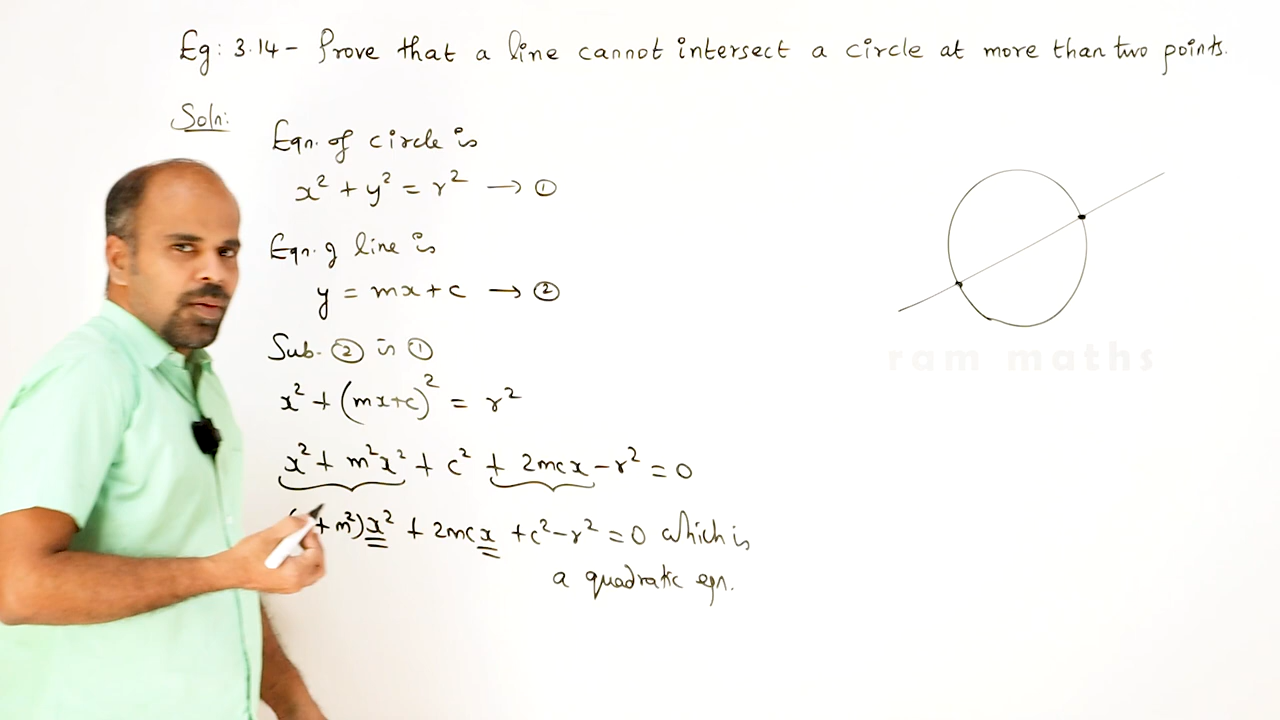 Eg: 3.14 - Prove that a line cannot intersect a circle at more than two points.
Soln:
Eqn. of circle is
x² + y² = r² → ①
Eqn. of line is
y = mx + c → ②
Sub. ② in ①
x² + (mx+c)² = r²
x² + m²x² + c² + 2mcx - r² = 0
+ m²)x² + 2mcx + c² - r² = 0 which is
a quadratic eqn.
ram maths